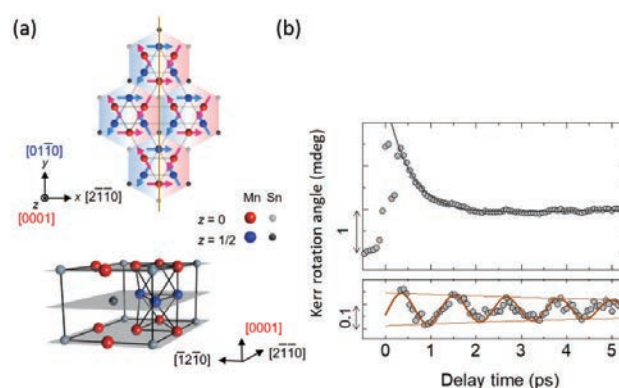 (a)
[011̄0]
y
z
x [21̄1̄0]
[0001]
Mn Sn
z = 0
z = 1/2
[0001]
[21̄1̄0]
[1̄21̄0]
(b)
Kerr rotation angle (mdeg)
1
0.1
0 1 2 3 4 5
Delay time (ps)